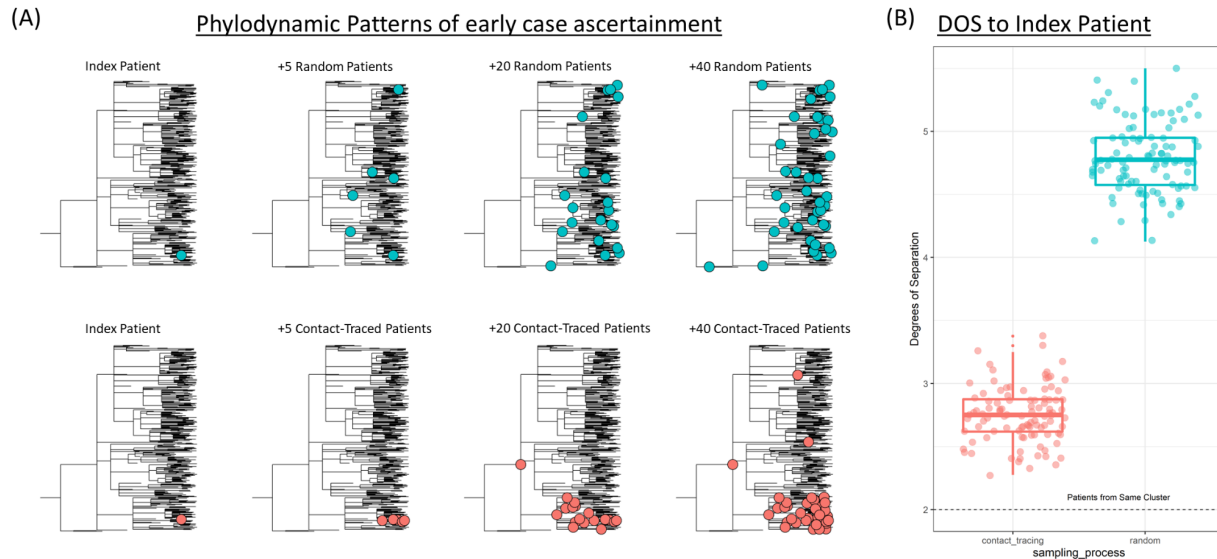 (A)
Phylodynamic Patterns of early case ascertainment
Index Patient
+5 Random Patients
+20 Random Patients
+40 Random Patients
Index Patient
+5 Contact-Traced Patients
+20 Contact-Traced Patients
+40 Contact-Traced Patients
(B)
DOS to Index Patient
Degrees of Separation
5
4
3
2
Patients from Same Cluster
contact_tracing
random
sampling_process